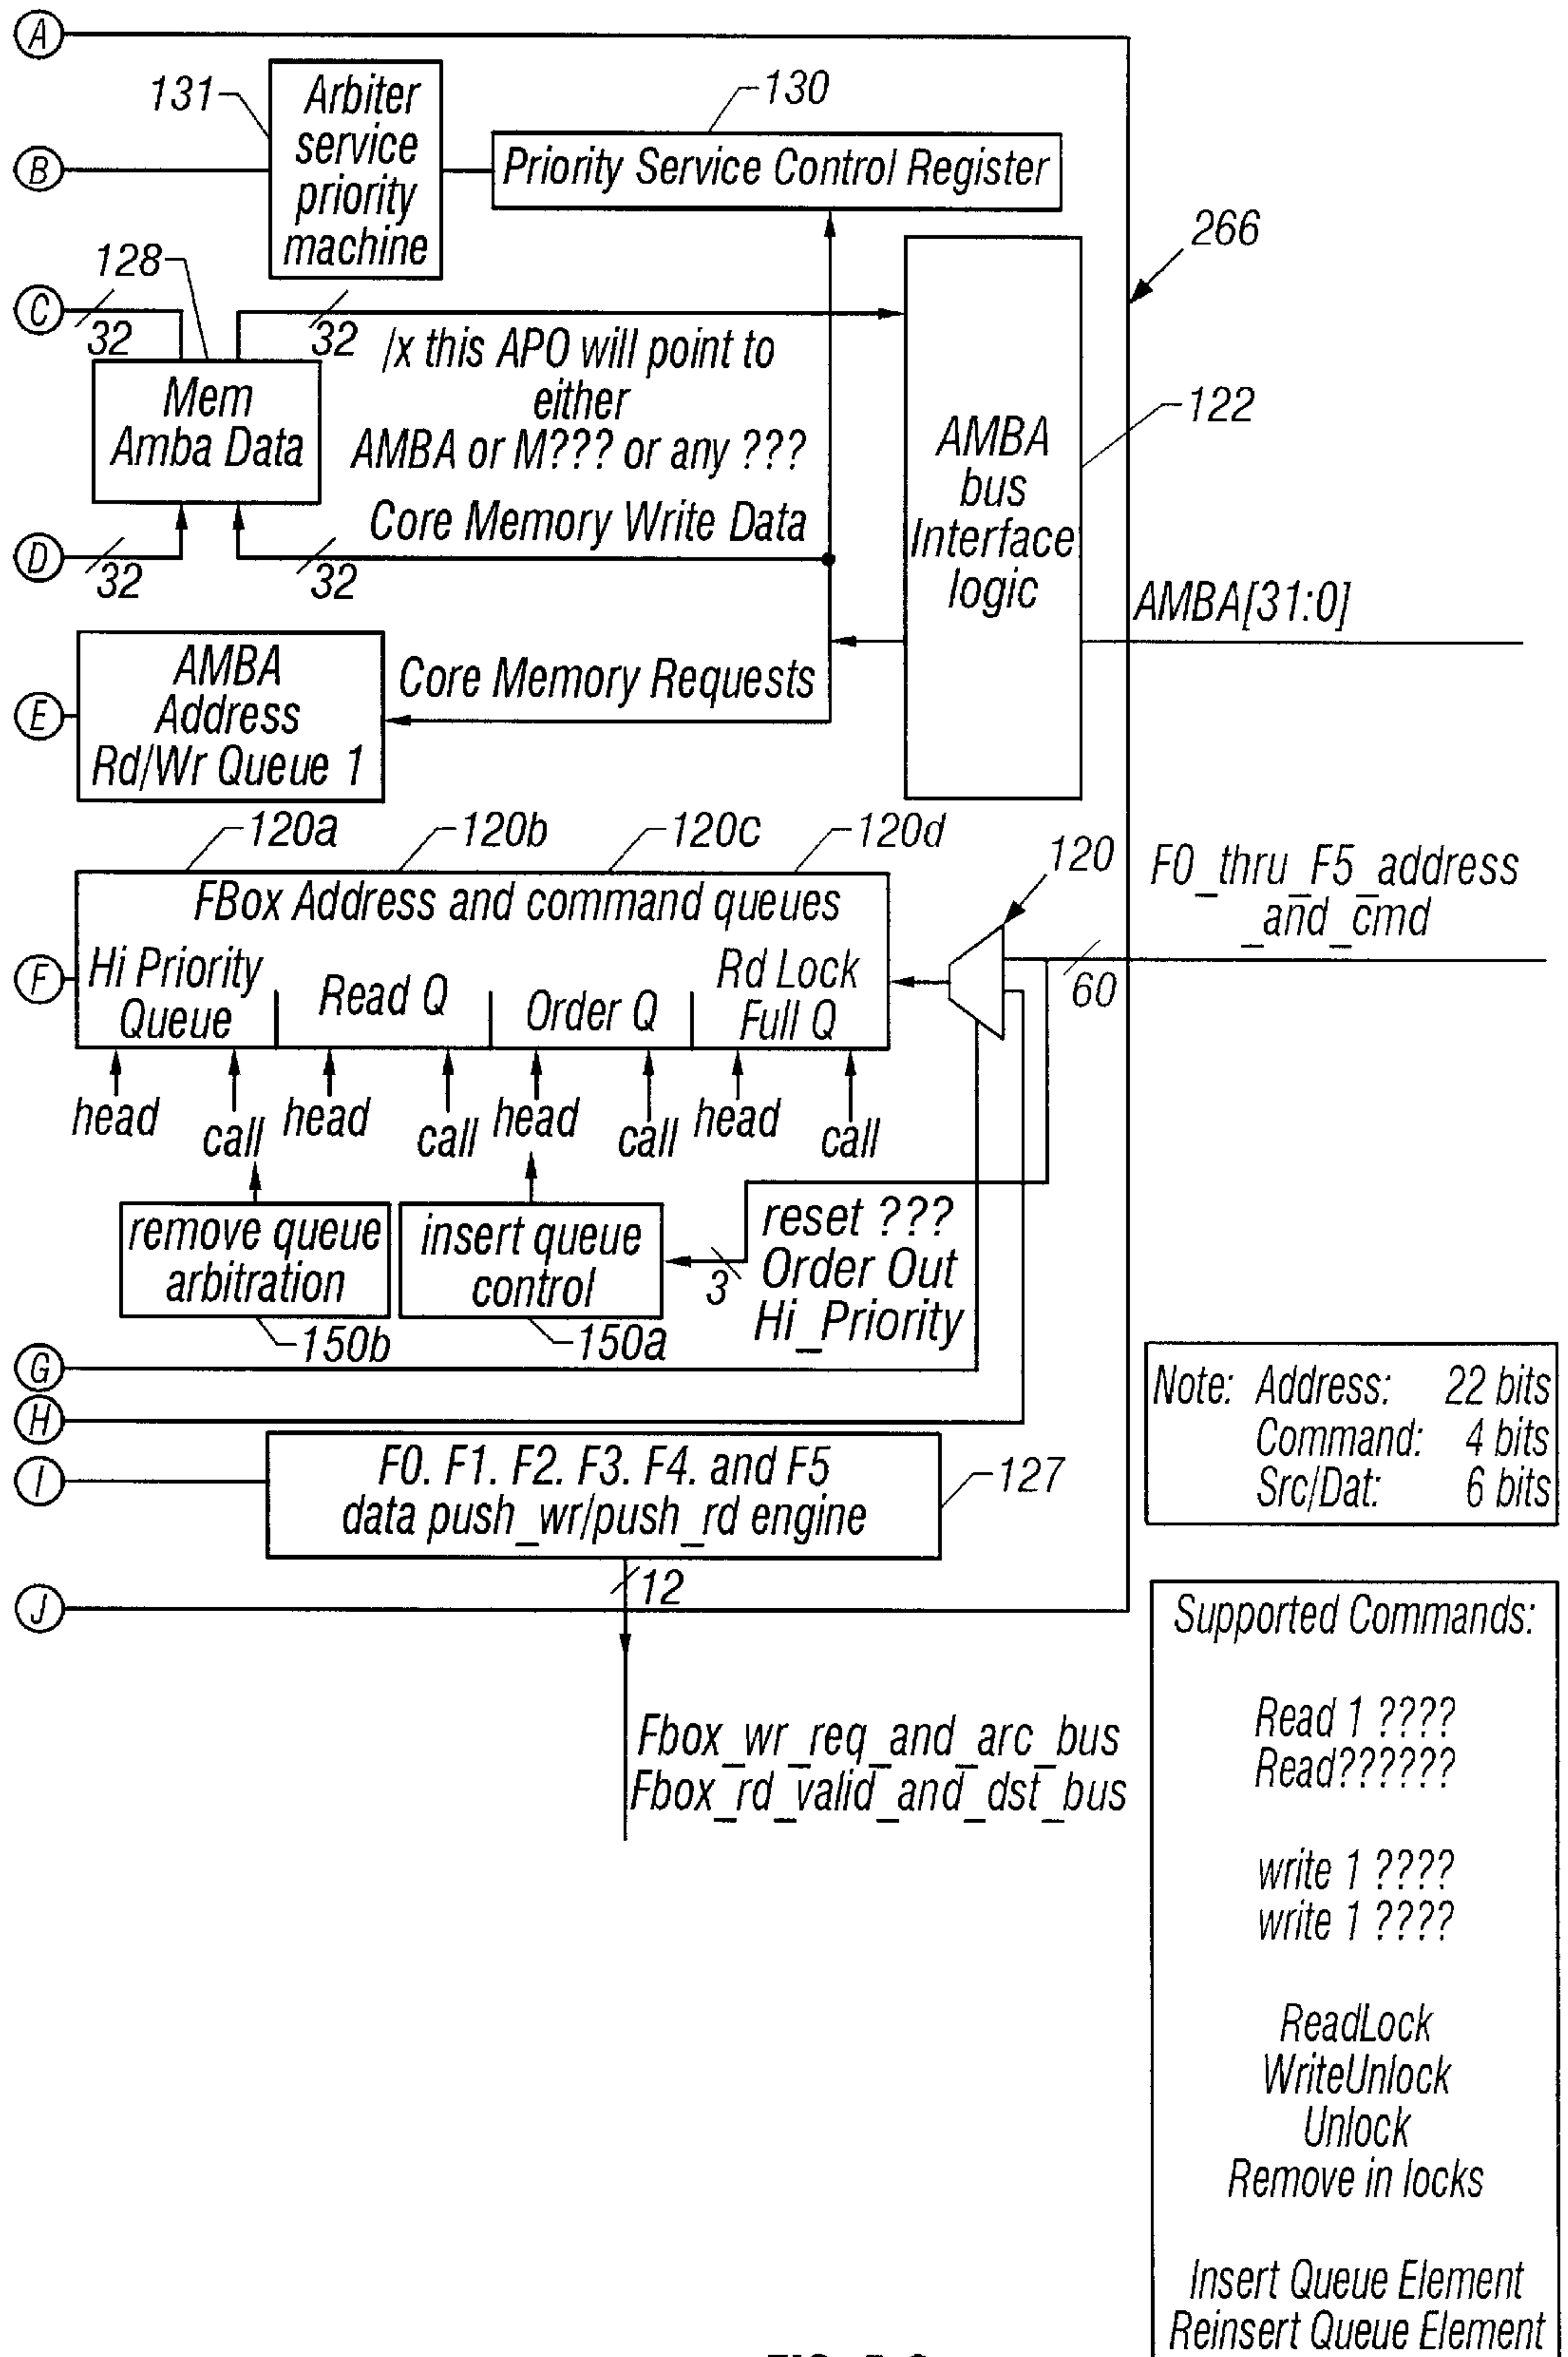 A
131
Arbiter
service
priority
machine
130
B
Priority Service Control Register
266
128
C
32
32
/x this APO will point to
either
AMBA or M??? or any ???
Mem
Amba Data
122
AMBA
bus
Interface
logic
Core Memory Write Data
D
32
32
AMBA[31:0]
AMBA
Address
Rd/Wr Queue 1
Core Memory Requests
E
120a
120b
120c
120d
120
F0_thru_F5_address
_and_cmd
FBox Address and command queues
F
Hi Priority
Queue
Read Q
Order Q
Rd Lock
Full Q
60
head
call
head
call
head
call
head
call
remove queue
arbitration
insert queue
control
3
reset ???
Order Out
Hi_Priority
150b
150a
G
H
Note: Address: 22 bits
Command: 4 bits
Src/Dat: 6 bits
I
F0. F1. F2. F3. F4. and F5
data push_wr/push_rd engine
127
12
J
Supported Commands:
Read 1 ????
Read??????
write 1 ????
write 1 ????
ReadLock
WriteUnlock
Unlock
Remove in locks
Insert Queue Element
Reinsert Queue Element
Fbox_wr_req_and_arc_bus
Fbox_rd_valid_and_dst_bus